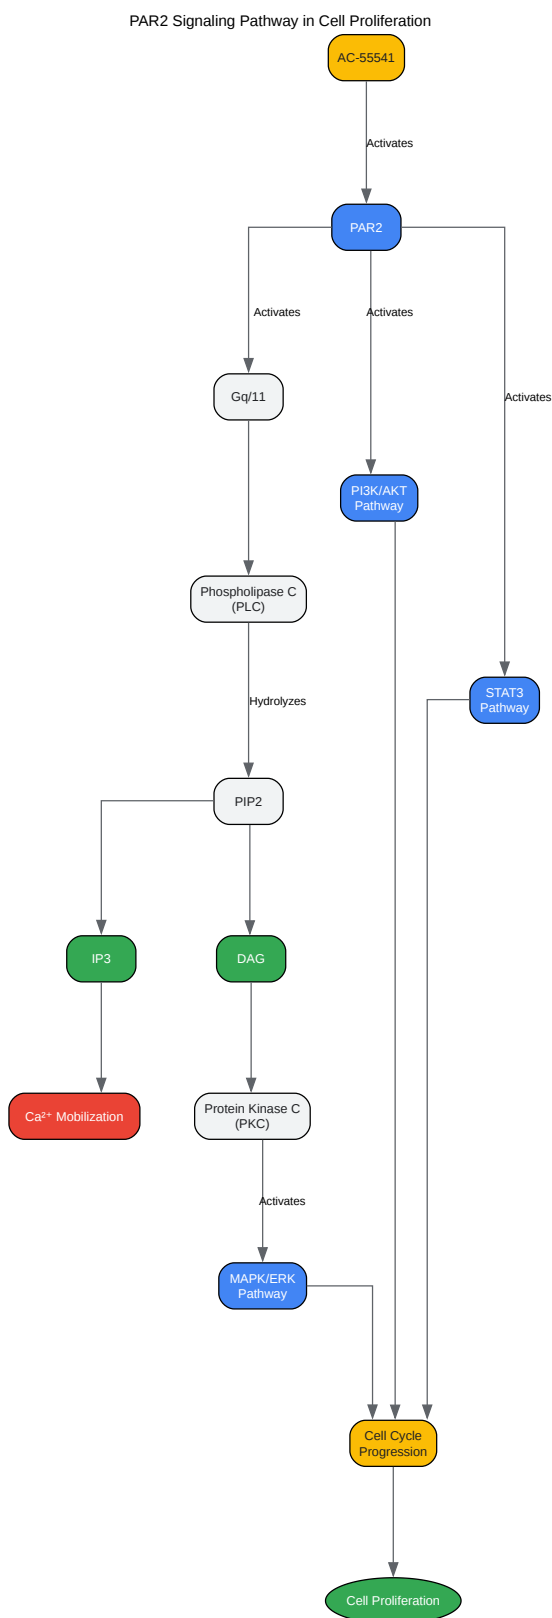 PAR2 Signaling Pathway in Cell Proliferation
AC-55541
Activates
PAR2
Activates
Activates
Activates
Gq/11
PI3K/AKT
Pathway
Phospholipase C
(PLC)
STAT3
Pathway
Hydrolyzes
PIP2
IP3
DAG
Ca²⁺ Mobilization
Protein Kinase C
(PKC)
Activates
MAPK/ERK
Pathway
Cell Cycle
Progression
Cell Proliferation